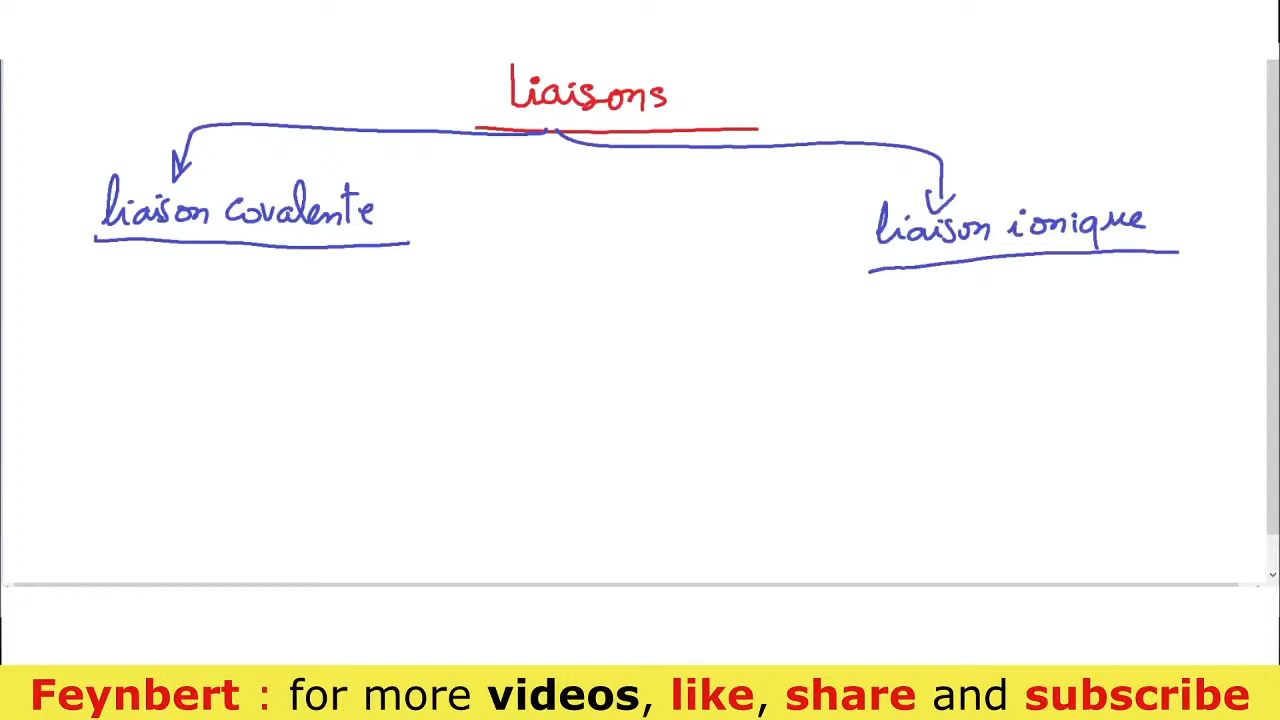 Liaisons
liaison covalente
liaison ionique
Feynbert : for more videos, like, share and subscribe